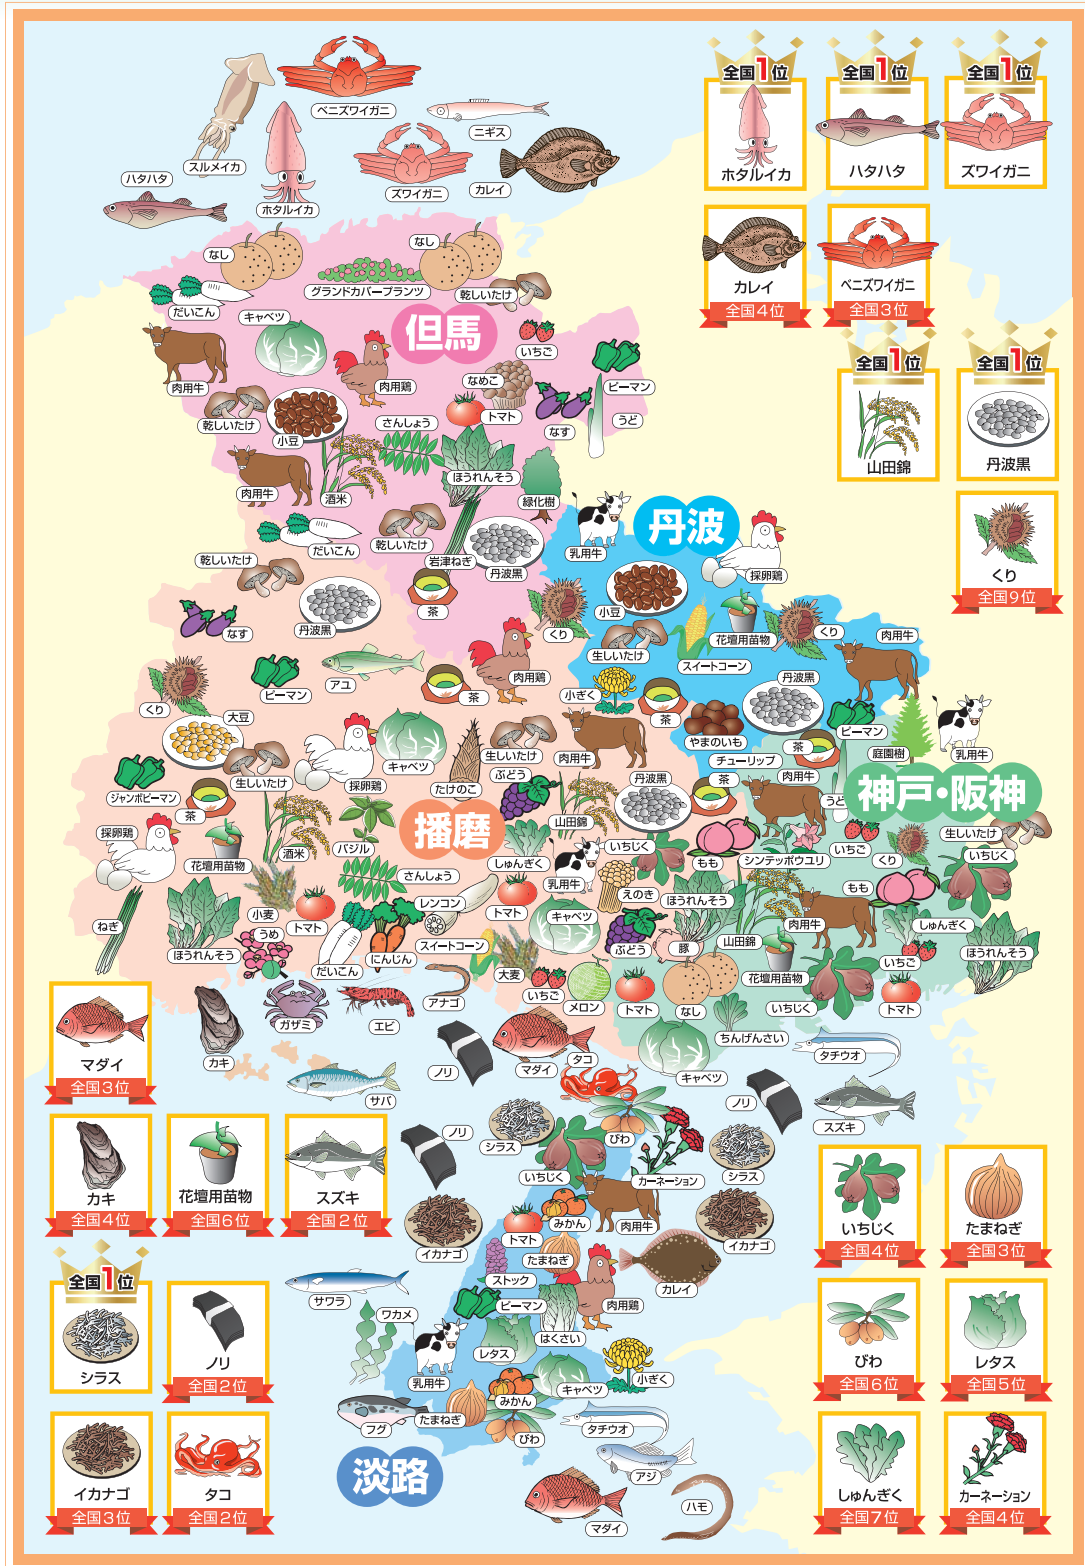 ベニズワイガニ
ニギス
スルメイカ
ハタハタ
ホタルイカ
ズワイガニ
カレイ
全国1位
ホタルイカ
全国1位
ハタハタ
全国1位
ズワイガニ
カレイ
全国4位
ベニズワイガニ
全国3位
全国1位
山田錦
全国1位
丹波黒
くり
全国9位
なし
なし
グランドカバープランツ
乾しいたけ
だいこん
キャベツ
但馬
いちご
肉用牛
肉用鶏
なめこ
ピーマン
乾しいたけ
小豆
さんしょう
トマト
なす
うど
肉用牛
酒米
ほうれんそう
緑化樹
だいこん
乾しいたけ
岩津ねぎ
丹波黒
茶
乳用牛
丹波
採卵鶏
小豆
くり
生しいたけ
スイートコーン
花壇用苗物
くり
肉用牛
小ぎく
茶
やまのいも
丹波黒
ピーマン
茶
乾しいたけ
なす
丹波黒
アユ
肉用鶏
くり
ピーマン
茶
大豆
生しいたけ
採卵鶏
キャベツ
たけのこ
生しいたけ
肉用牛
ジャンボピーマン
茶
ぶどう
丹波黒
チューリップ
茶
肉用牛
うど
庭園樹
乳用牛
神戸・阪神
播磨
採卵鶏
花壇用苗物
酒米
バジル
さんしょう
しゅんぎく
山田錦
いちじく
もも
シンテッポウユリ
いちご
くり
生しいたけ
いちじく
ねぎ
ほうれんそう
小麦
うめ
トマト
だいこん
にんじん
レンコン
スイートコーン
トマト
乳用牛
えのき
ほうれんそう
キャベツ
ぶどう
豚
山田錦
肉用牛
もも
しゅんぎく
いちご
ほうれんそう
大麦
いちご
メロン
トマト
なし
花壇用苗物
いちじく
トマト
ちんげんさい
キャベツ
アナゴ
エビ
ガザミ
カキ
サバ
ノリ
マダイ
タコ
タチウオ
ノリ
スズキ
マダイ
全国3位
カキ
全国4位
花壇用苗物
全国6位
スズキ
全国2位
全国1位
シラス
ノリ
全国2位
イカナゴ
全国3位
タコ
全国2位
ノリ
シラス
びわ
いちじく
カーネーション
シラス
イカナゴ
みかん
肉用牛
トマト
イカナゴ
たまねぎ
ストック
カレイ
サワラ
ピーマン
肉用鶏
ワカメ
はくさい
レタス
乳用牛
キャベツ
小ぎく
みかん
フグ
たまねぎ
びわ
タチウオ
淡路
アジ
マダイ
ハモ
いちじく
全国4位
たまねぎ
全国3位
びわ
全国6位
レタス
全国5位
しゅんぎく
全国7位
カーネーション
全国4位